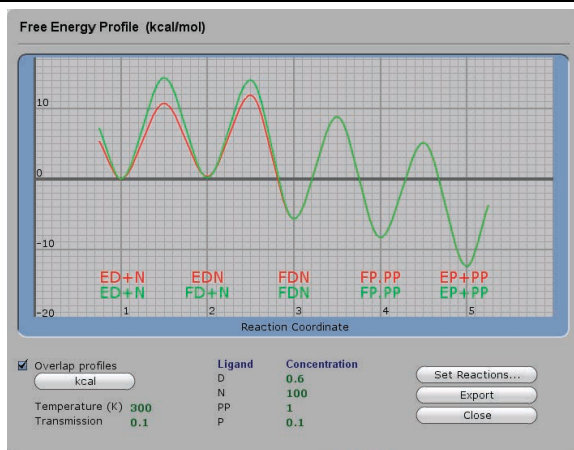 Free Energy Profile (kcal/mol)
10
0
-10
-20
ED+N EDN FDN FP.PP EP+PP
ED+N FD+N FDN FP.PP EP+PP
1 2 3 4 5
Reaction Coordinate
Overlap profiles
kcal
Temperature (K) 300
Transmission 0.1
Ligand Concentration
D 0.6
N 100
PP 1
P 0.1
Set Reactions...
Export
Close